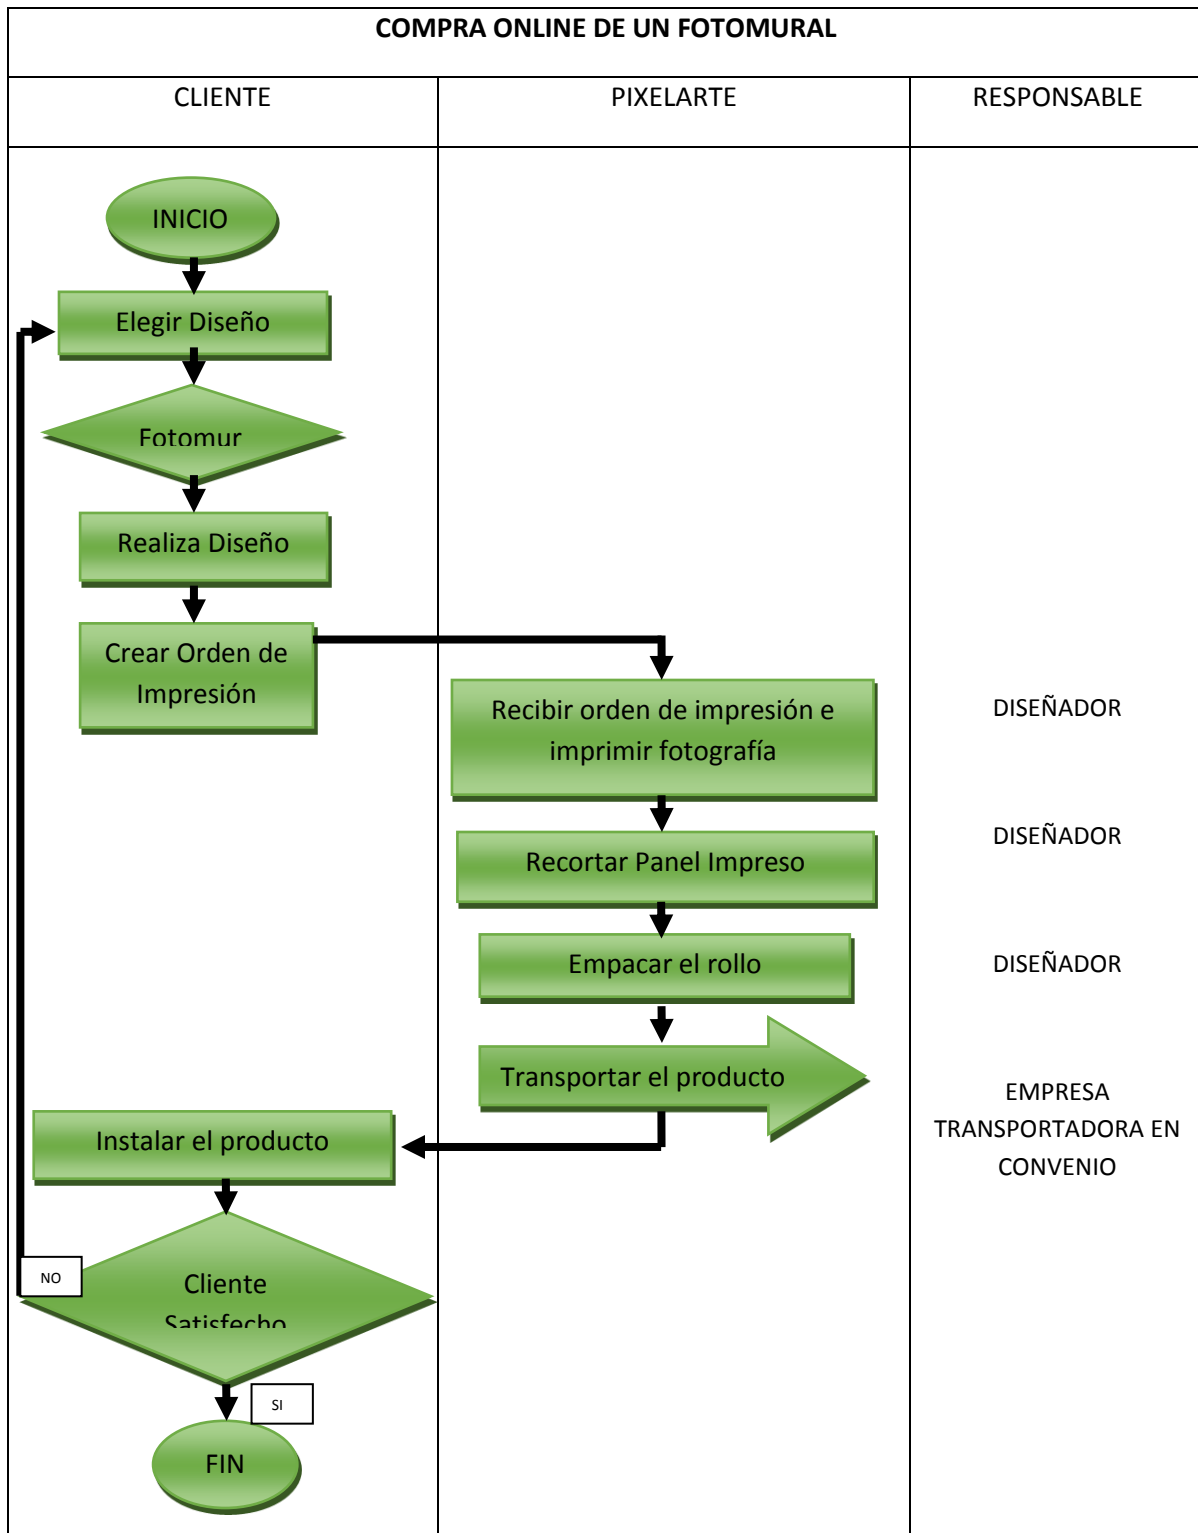 COMPRA ONLINE DE UN FOTOMURAL
CLIENTE
PIXELARTE
RESPONSABLE
INICIO
Elegir Diseño
Fotomur
Realiza Diseño
Crear Orden de
Impresión
Recibir orden de impresión e
imprimir fotografía
DISEÑADOR
Recortar Panel Impreso
DISEÑADOR
Empacar el rollo
DISEÑADOR
Transportar el producto
EMPRESA
TRANSPORTADORA EN
CONVENIO
Instalar el producto
NO
Cliente
Satisfecho
SI
FIN